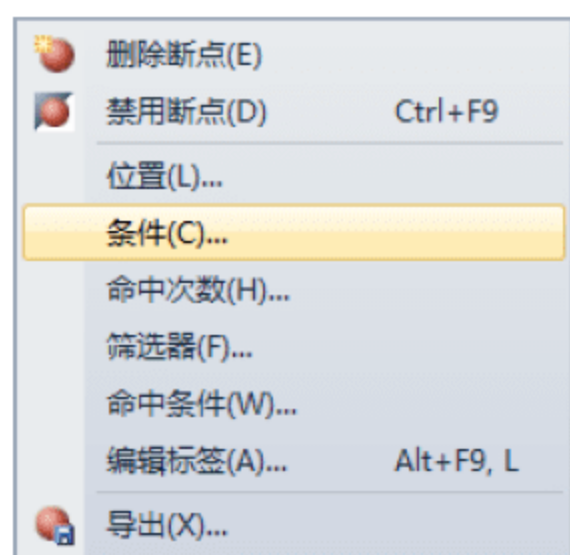 删除断点(E)
禁用断点(D) Ctrl+F9
位置(L)...
条件(C)...
命中次数(H)...
筛选器(F)...
命中条件(W)...
编辑标签(A)... Alt+F9, L
导出(X)...